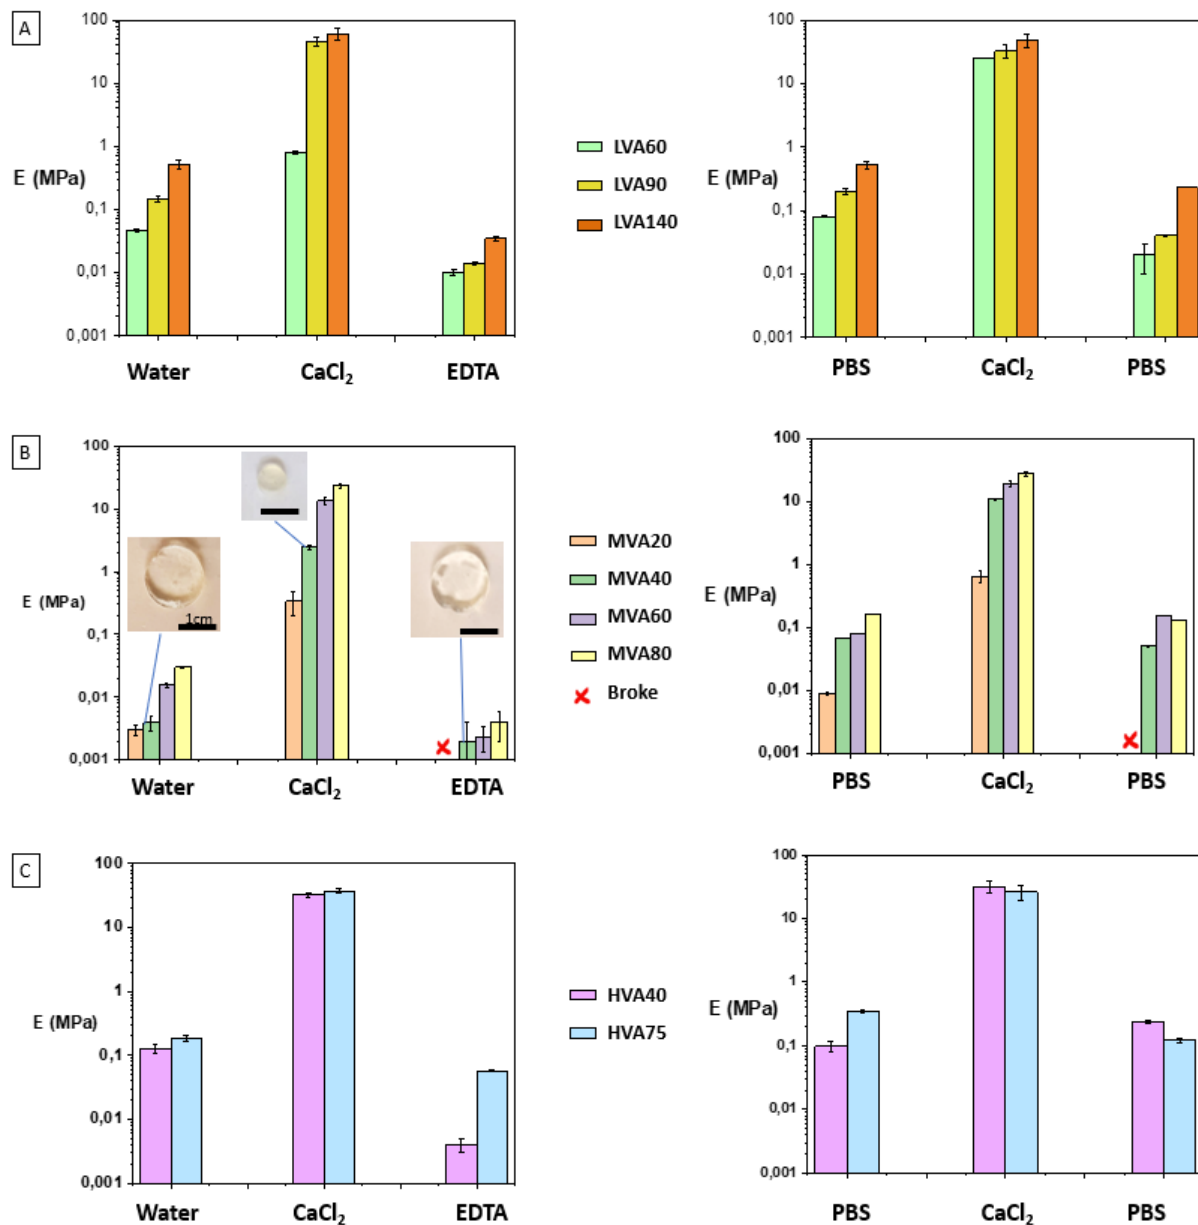 A
100
10
1
E (MPa)
0,1
0,01
0,001
Water CaCl₂ EDTA
LVA60
LVA90
LVA140
100
10
1
E (MPa)
0,1
0,01
0,001
PBS CaCl₂ PBS
B
100
10
1
E (MPa)
0,1
0,01
0,001
1cm
Water CaCl₂ EDTA
MVA20
MVA40
MVA60
MVA80
Broke
100
10
1
E (MPa)
0,1
0,01
0,001
PBS CaCl₂ PBS
C
100
10
1
E (MPa)
0,1
0,01
0,001
Water CaCl₂ EDTA
HVA40
HVA75
100
10
1
E (MPa)
0,1
0,01
0,001
PBS CaCl₂ PBS